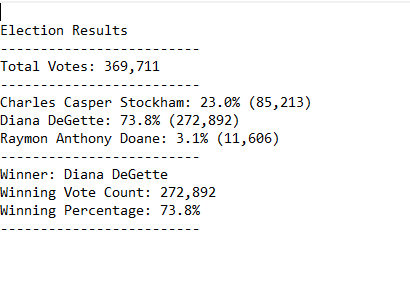 Election Results
-------------------------
Total Votes: 369,711
-------------------------
Charles Casper Stockham: 23.0% (85,213)
Diana DeGette: 73.8% (272,892)
Raymon Anthony Doane: 3.1% (11,606)
-------------------------
Winner: Diana DeGette
Winning Vote Count: 272,892
Winning Percentage: 73.8%
-------------------------